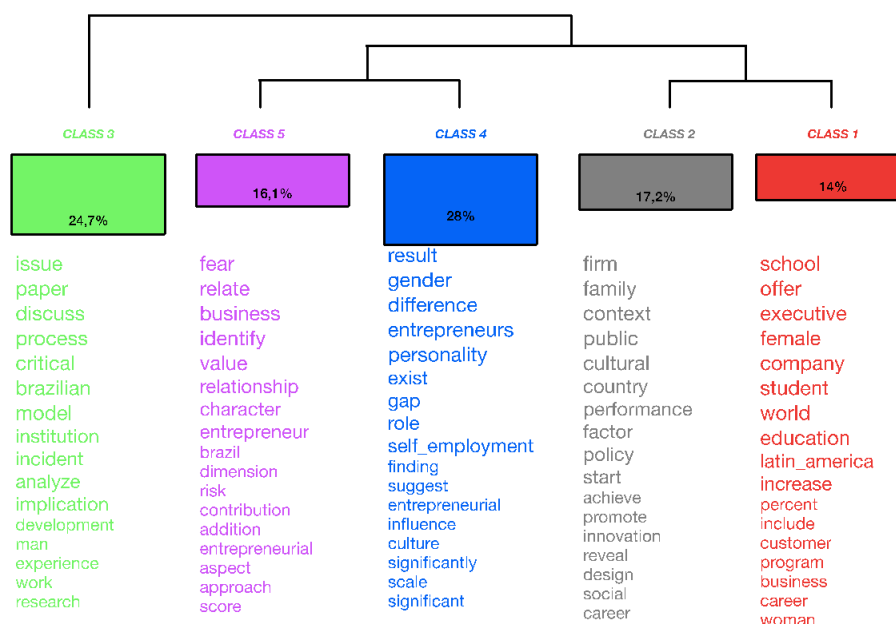 CLASS 3
24,7%
issue
paper
discuss
process
critical
brazilian
model
institution
incident
analyze
implication
development
man
experience
work
research
CLASS 5
16,1%
fear
relate
business
identify
value
relationship
character
entrepreneur
brazil
dimension
risk
contribution
addition
entrepreneurial
aspect
approach
score
CLASS 4
28%
result
gender
difference
entrepreneurs
personality
exist
gap
role
self_employment
finding
suggest
entrepreneurial
influence
culture
significantly
scale
significant
CLASS 2
17,2%
firm
family
context
public
cultural
country
performance
factor
policy
start
achieve
promote
innovation
reveal
design
social
career
CLASS 1
14%
school
offer
executive
female
company
student
world
education
latin_america
increase
percent
include
customer
program
business
career
woman